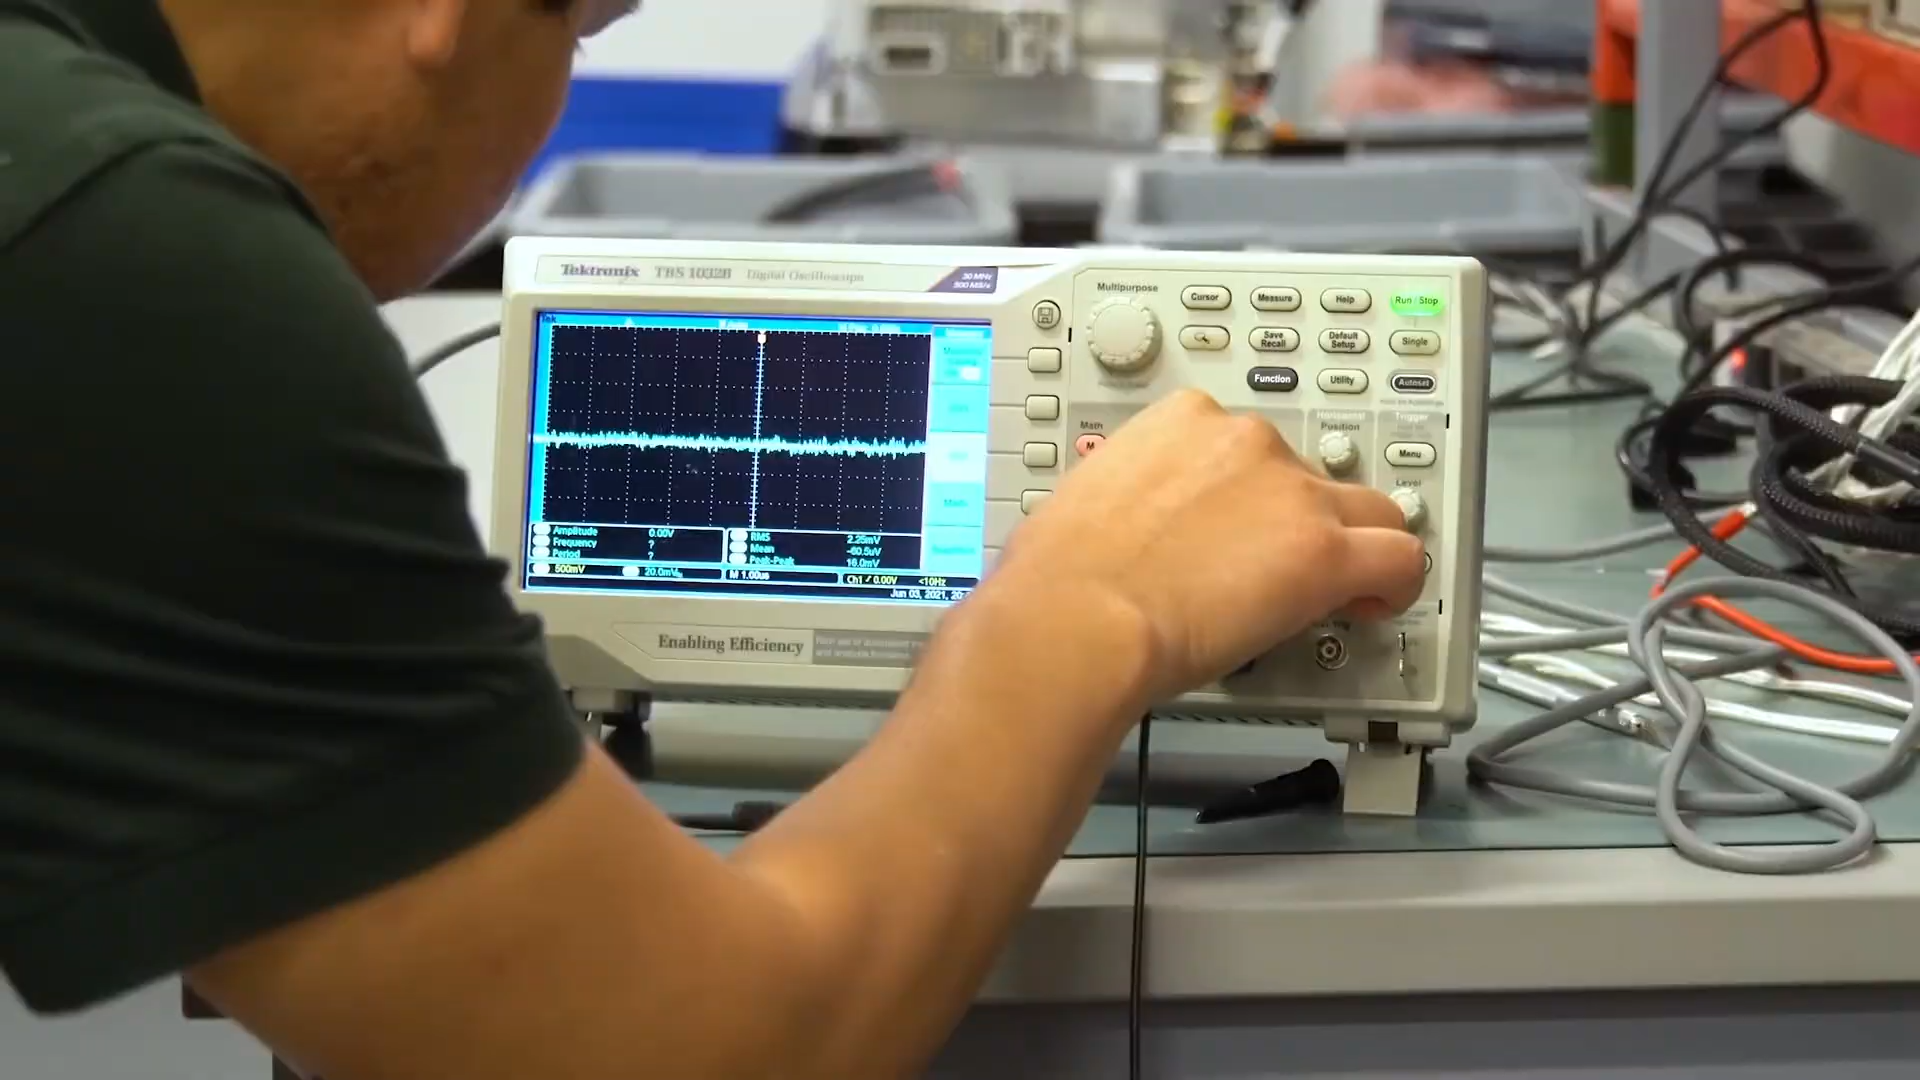 Tektronix TBS 1032B Digital Oscilloscope
30 MHz
500 MS/s
Multipurpose
Cursor
Measure
Help
Run / Stop
Save
Recall
Default
Setup
Single
Function
Utility
Autoset
Tek
Math
M
Horizontal
Position
Trigger
Menu
Level
Amplitude 0.00V
Frequency ?
Period ?
RMS 2.25mV
Mean -60.5uV
Peak-Peak 16.0mV
500mV 20.0mV M 1.00us Ch1 / 0.00V <10Hz
Jun 03, 2021, 20
Enabling Efficiency